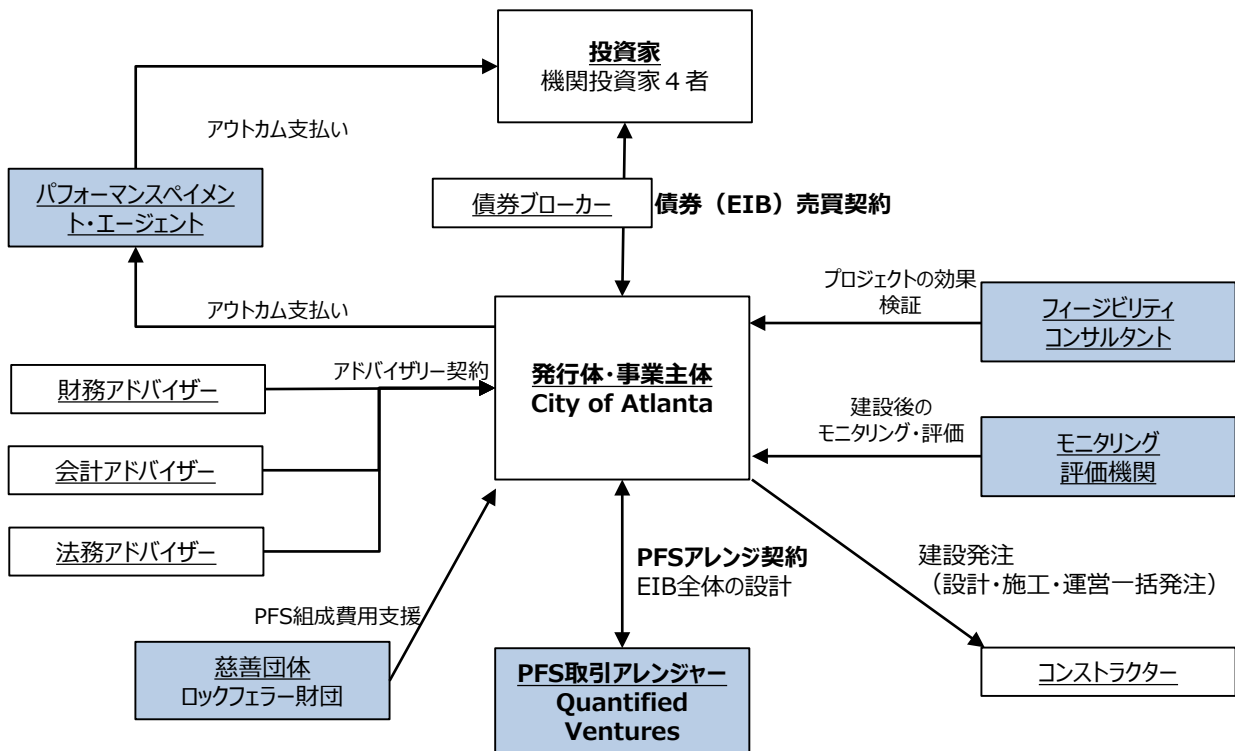 投資家
機関投資家４者
アウトカム支払い
パフォーマンスペイメン
ト・エージェント
債券ブローカー
債券（EIB）売買契約
アウトカム支払い
プロジェクトの効果
検証
フィージビリティ
コンサルタント
財務アドバイザー
アドバイザリー契約
発行体・事業主体
City of Atlanta
建設後の
モニタリング・評価
モニタリング
評価機関
会計アドバイザー
法務アドバイザー
PFSアレンジ契約
EIB全体の設計
建設発注
（設計・施工・運営一括発注）
PFS組成費用支援
慈善団体
ロックフェラー財団
PFS取引アレンジャー
Quantified
Ventures
コンストラクター